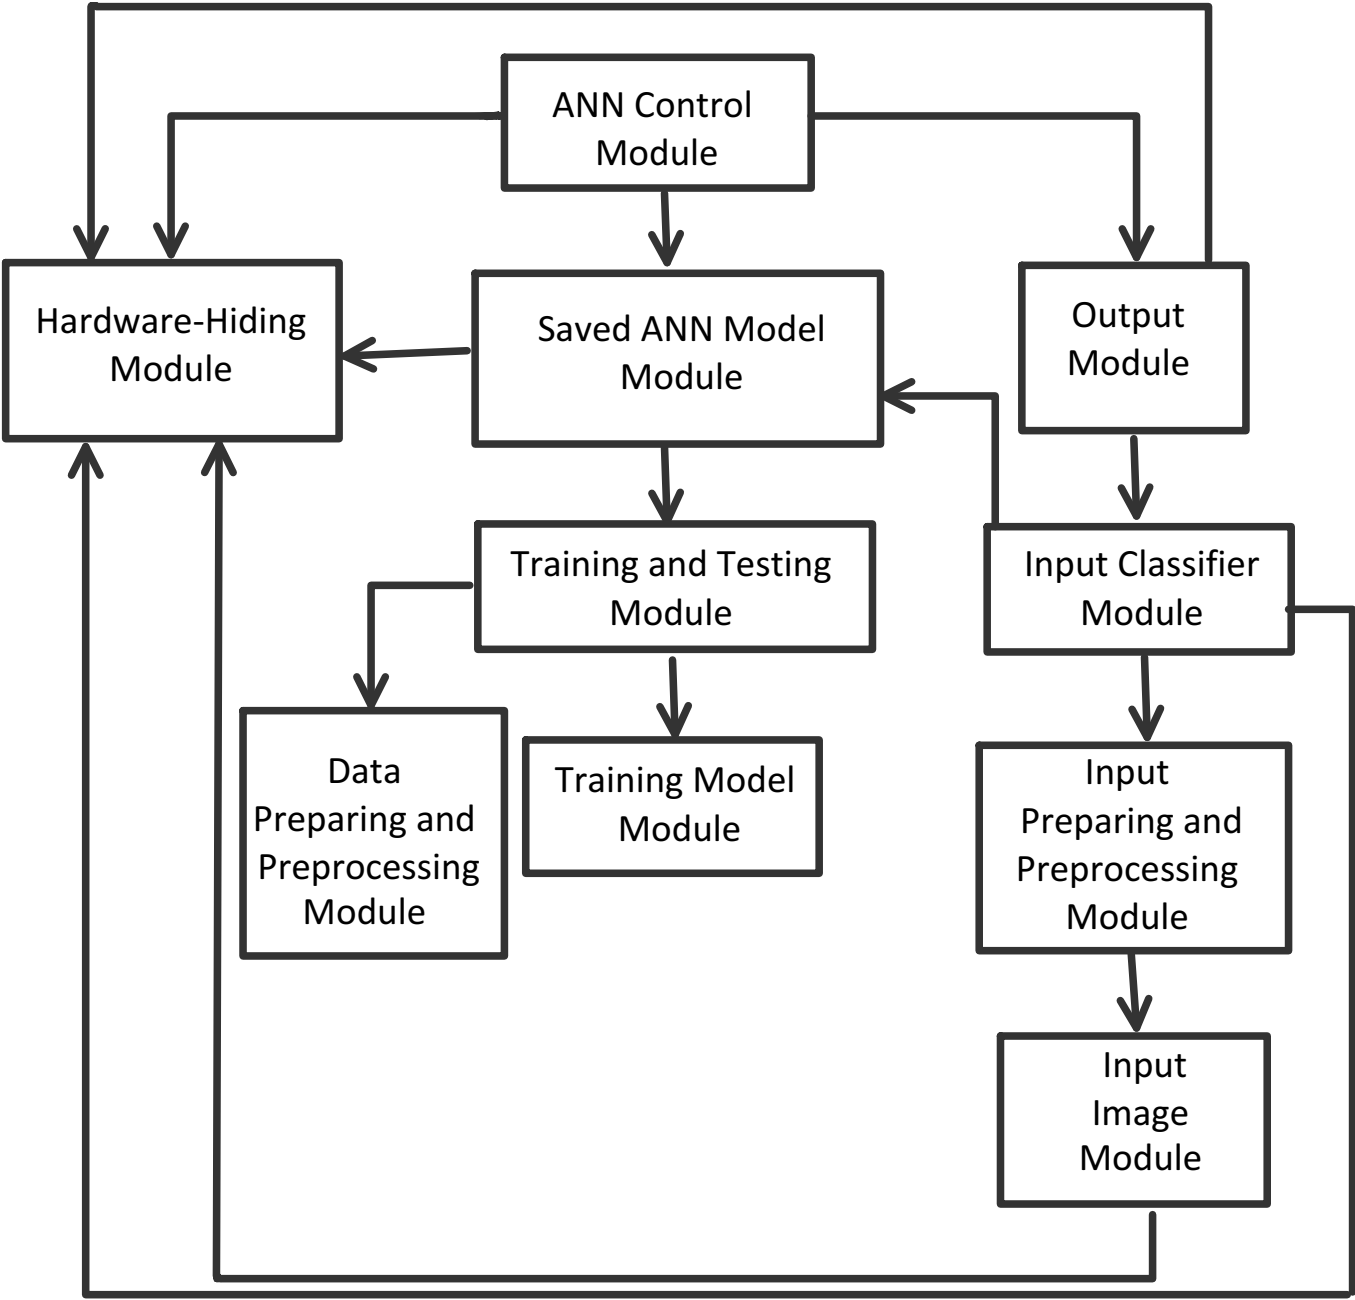 ANN Control
Module
Hardware-Hiding
Module
Saved ANN Model
Module
Output
Module
Training and Testing
Module
Input Classifier
Module
Data
Preparing and
Preprocessing
Module
Training Model
Module
Input
Preparing and
Preprocessing
Module
Input
Image
Module